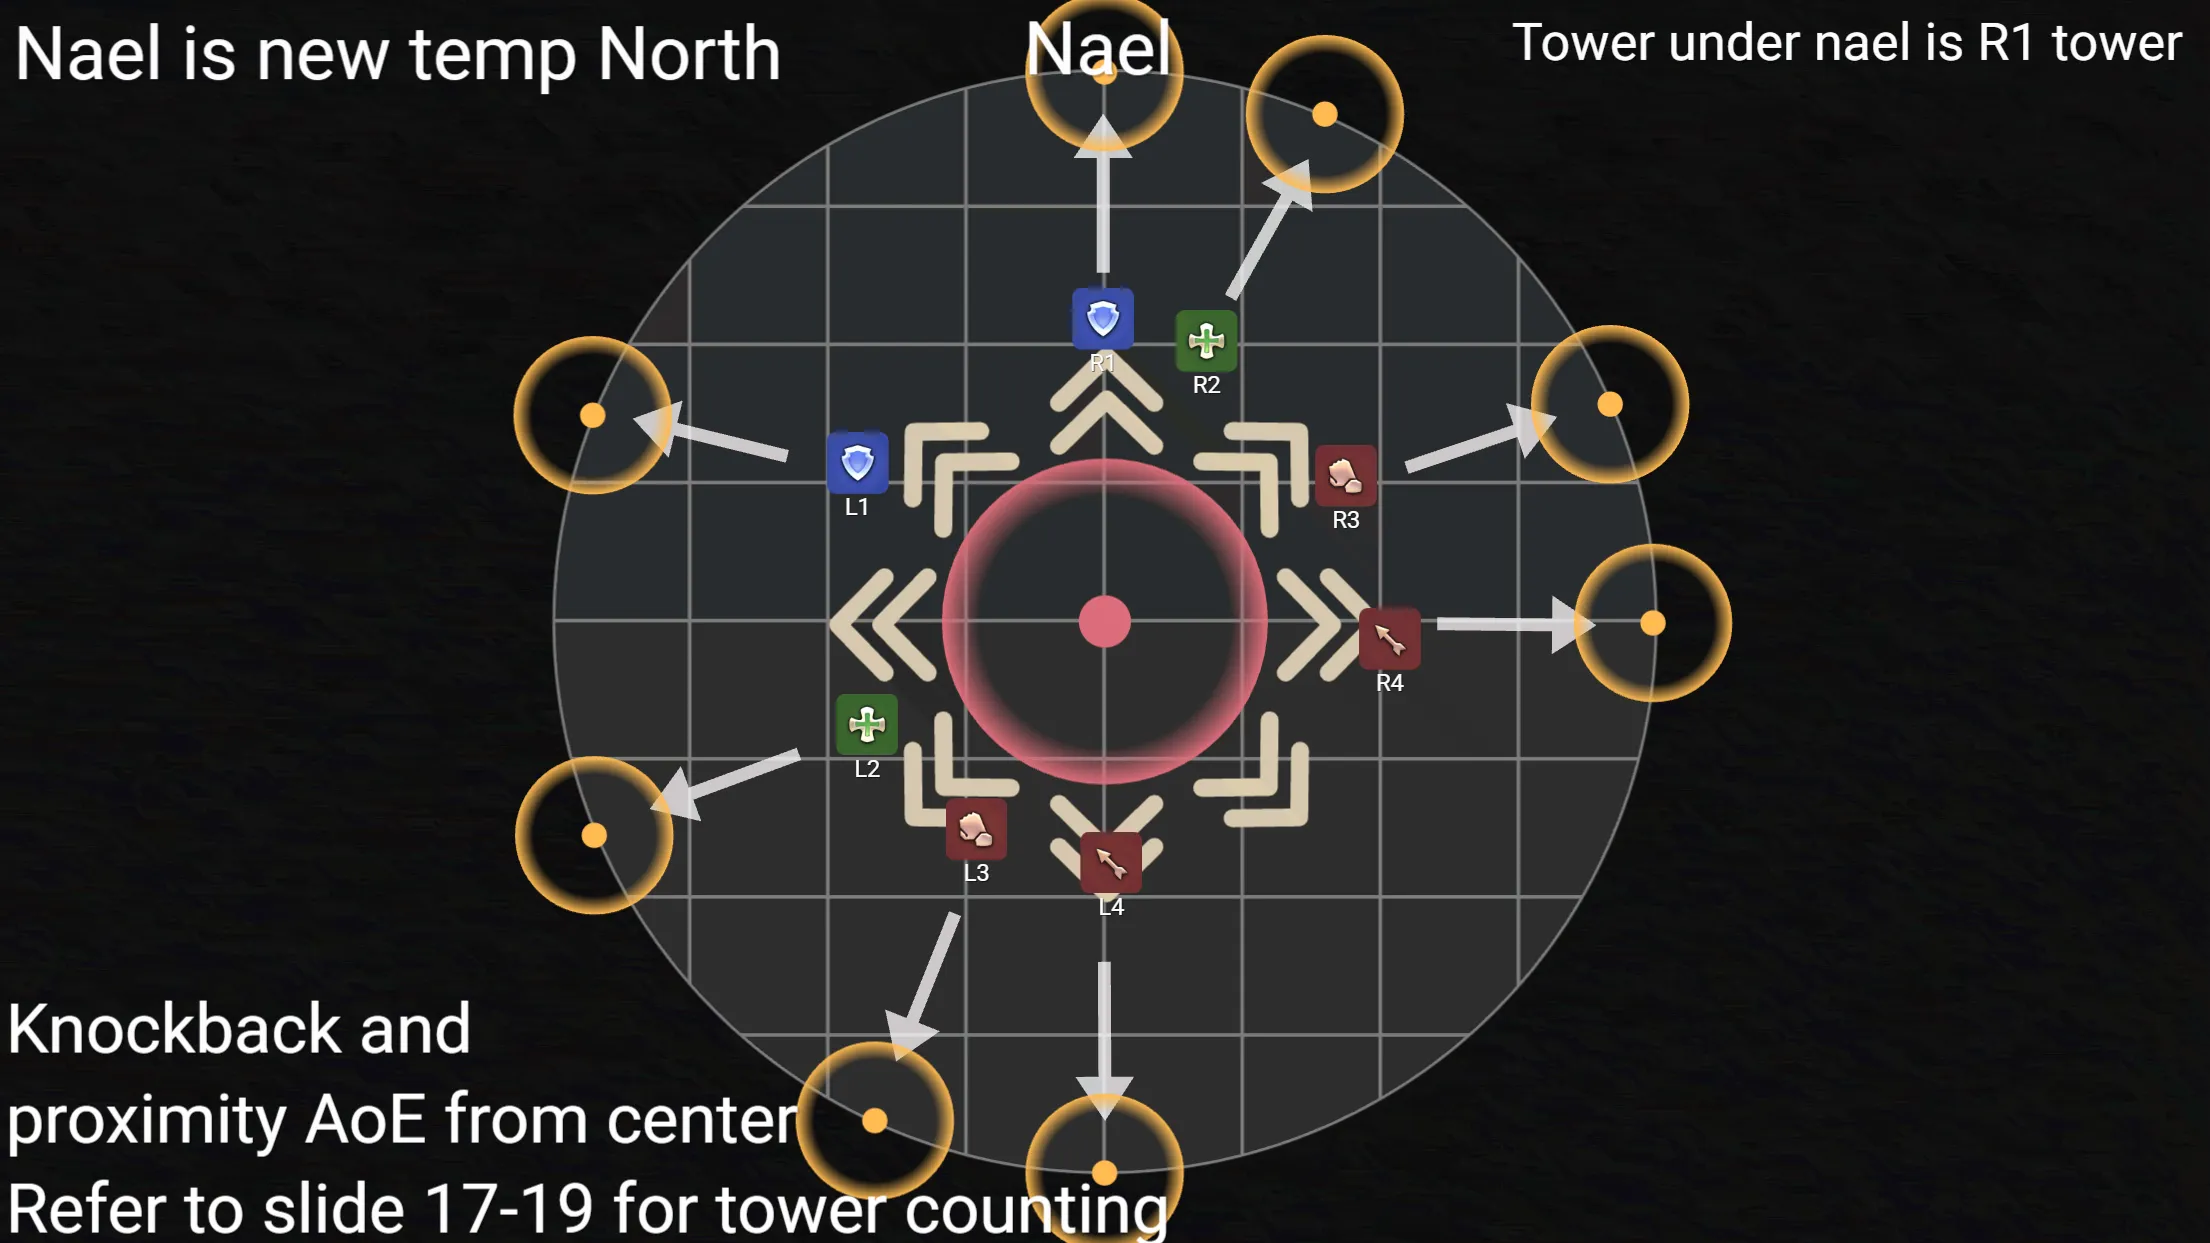 Nael is new temp North
Nael
Tower under nael is R1 tower
R1
R2
L1
R3
R4
L2
L3
L4
Knockback and
proximity AoE from center
Refer to slide 17-19 for tower counting